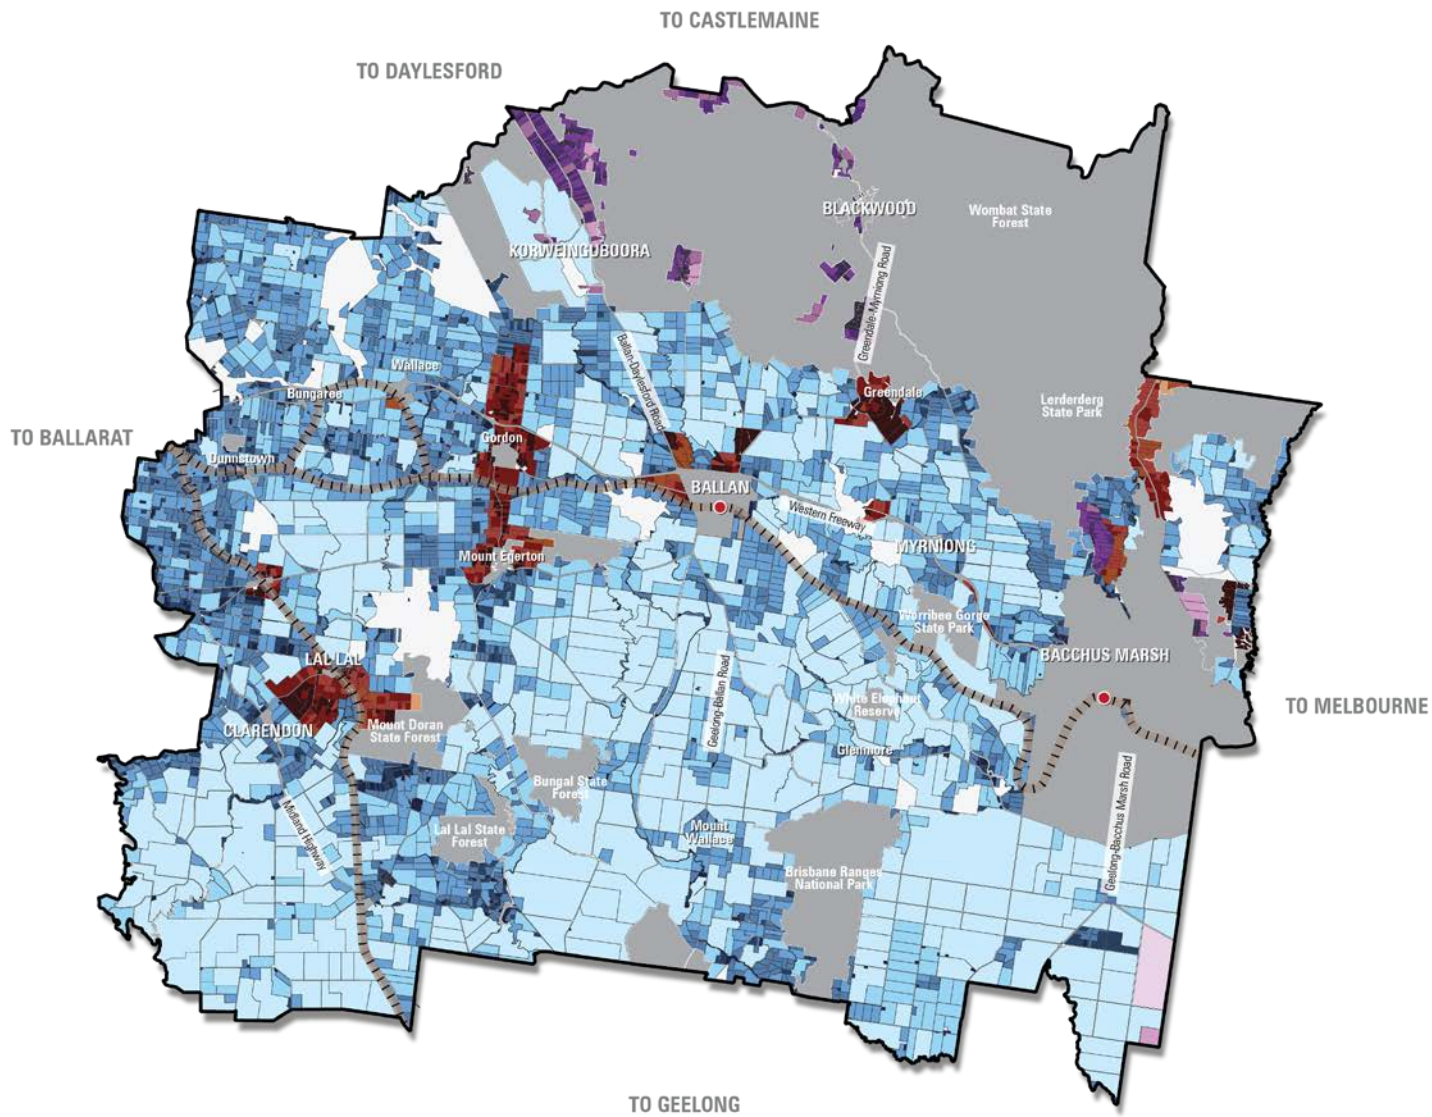 TO CASTLEMAINE
TO DAYLESFORD
BLACKWOOD
Wombat State
Forest
KORWEINGUBOORA
Greendale-Myrniong Road
Ballan-Daylesford Road
Wallace
Bungaree
Greendale
Lerderderg
State Park
TO BALLARAT
Gordon
Dunnstown
BALLAN
Western Freeway
MYRNIONG
Mount Egerton
Werribee Gorge
State Park
BACCHUS MARSH
LAL LAL
Geelong-Ballan Road
White Elephant
Reserve
TO MELBOURNE
CLARENDON
Mount Doran
State Forest
Glenmore
Bungal State
Forest
Geelong-Bacchus Marsh Road
Midland Highway
Lal Lal State
Forest
Mount
Wallace
Brisbane Ranges
National Park
TO GEELONG